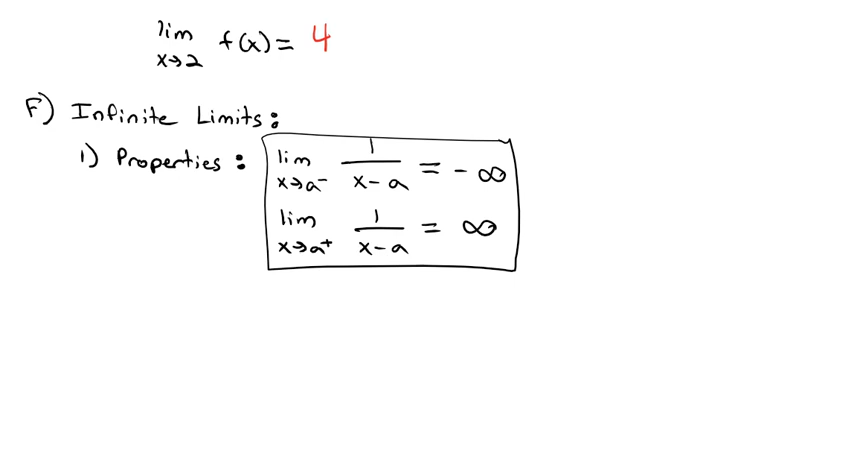 lim x→2 f(x) = 4
F) Infinite Limits:
1) Properties: lim x→a⁻ 1/(x-a) = -∞
lim x→a⁺ 1/(x-a) = ∞